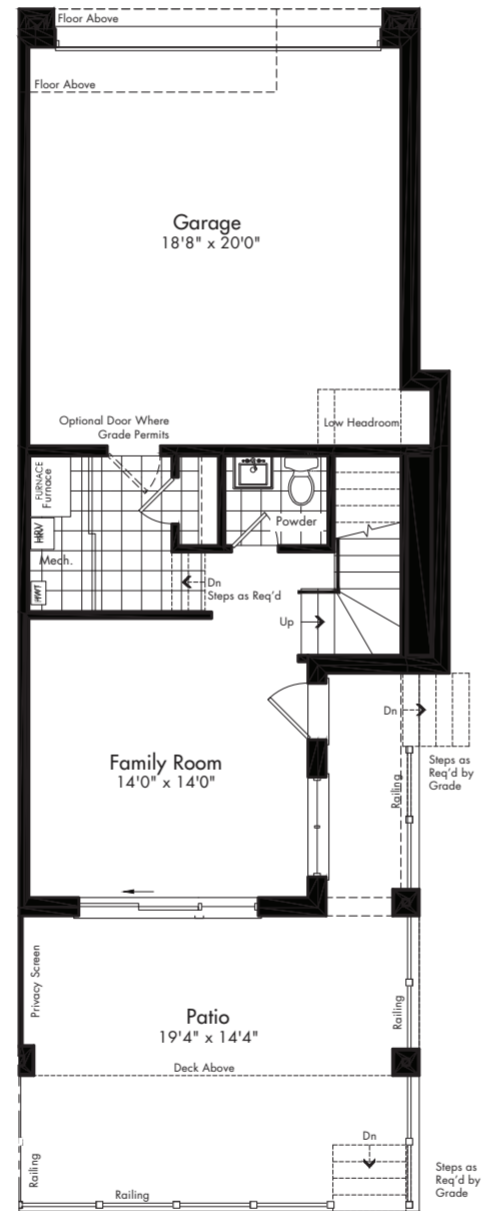 Floor Above
Floor Above
Garage
18'8" x 20'0"
Low Headroom
Optional Door Where
Grade Permits
FURNACE
Furnace
HRV
Mech.
HWT
Powder
Dn
Steps as Req'd
Up
Dn
Steps as
Req'd by
Grade
Railing
Family Room
14'0" x 14'0"
Privacy Screen
Patio
19'4" x 14'4"
Railing
Deck Above
Dn
Steps as
Req'd by
Grade
Railing
Railing